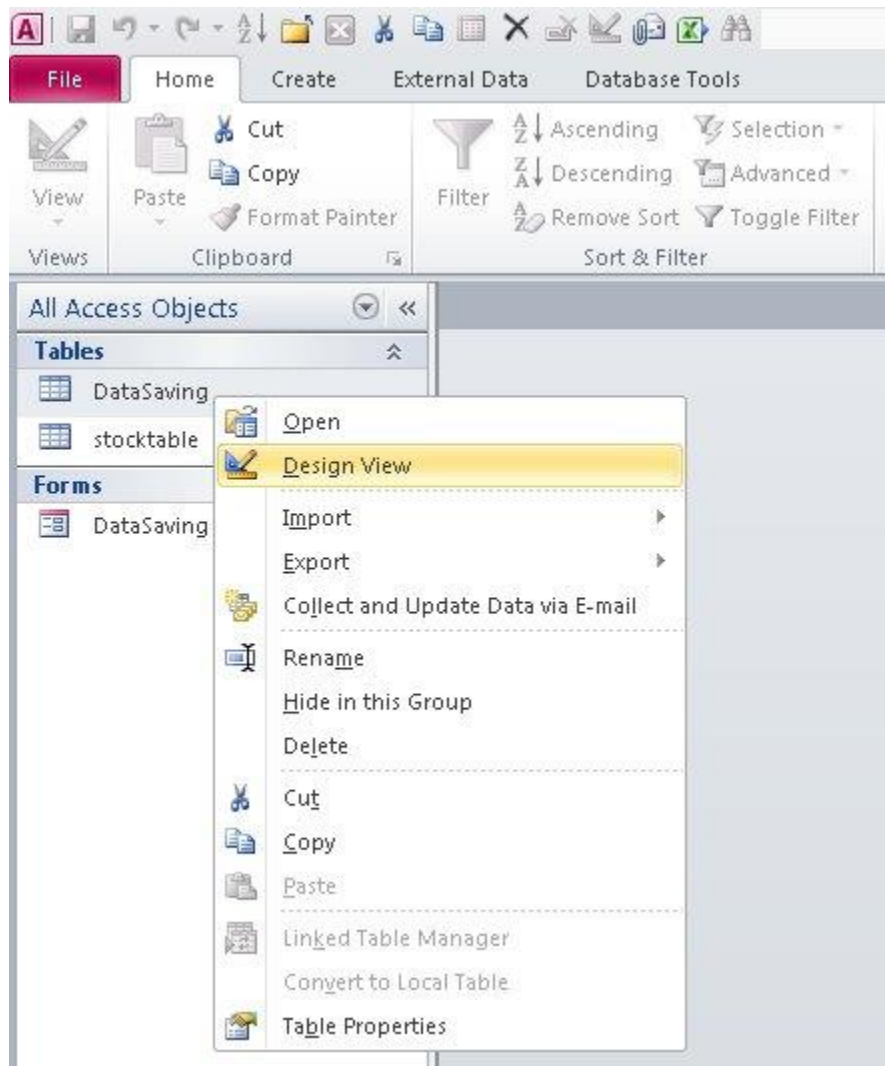 File Home Create External Data Database Tools
View
Paste
Cut
Copy
Format Painter
Filter
Ascending
Descending
Remove Sort
Selection
Advanced
Toggle Filter
Views Clipboard Sort & Filter
All Access Objects
Tables
DataSaving
stocktable
Forms
DataSaving
Open
Design View
Import
Export
Collect and Update Data via E-mail
Rename
Hide in this Group
Delete
Cut
Copy
Paste
Linked Table Manager
Convert to Local Table
Table Properties